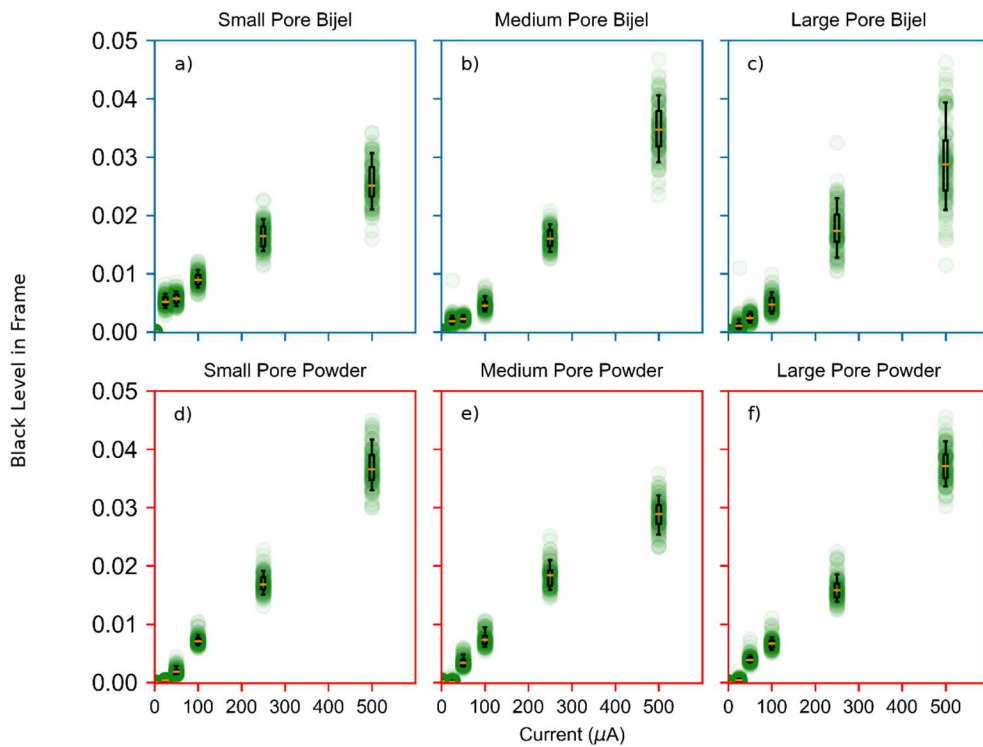 Small Pore Bijel
Medium Pore Bijel
Large Pore Bijel
0.05
0.04
0.03
0.02
0.01
0.00
a)
b)
c)
Black Level in Frame
Small Pore Powder
Medium Pore Powder
Large Pore Powder
0.05
0.04
0.03
0.02
0.01
0.00
d)
e)
f)
0 100 200 300 400 500
0 100 200 300 400 500
0 100 200 300 400 500
Current (μA)